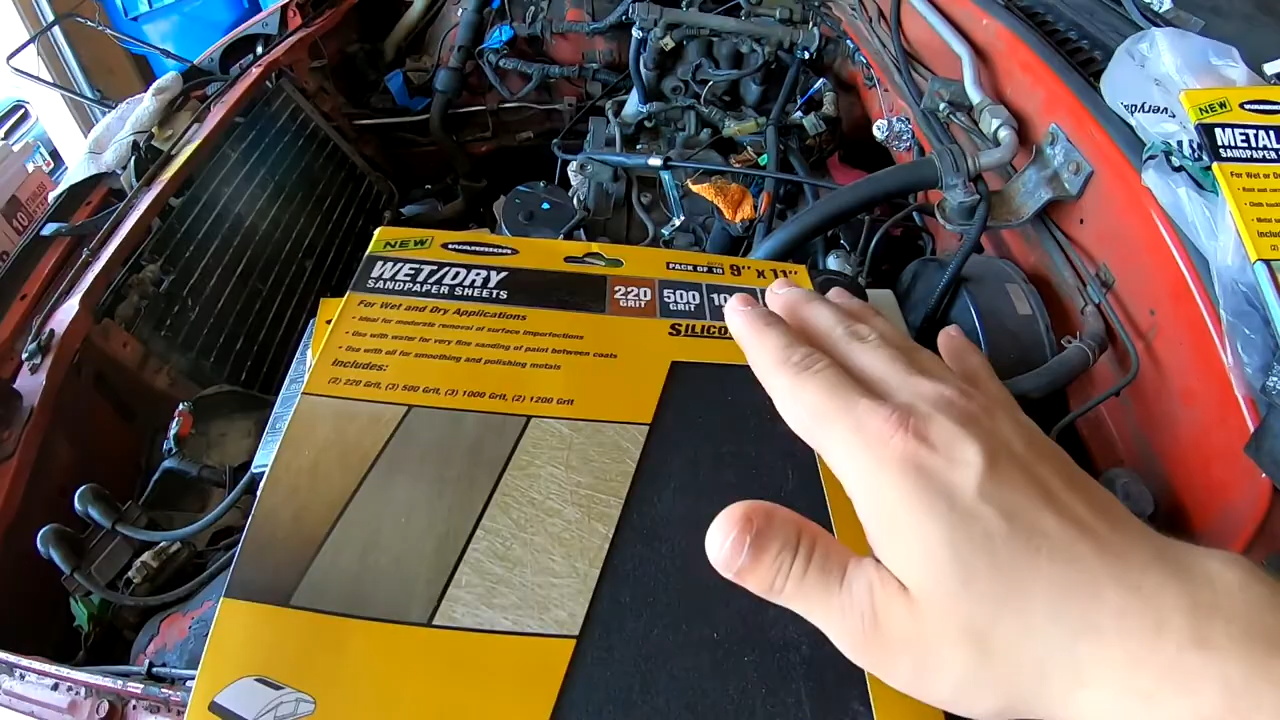 NEW WARRIOR
WET/DRY
SANDPAPER SHEETS
PACK OF 10 9" X 11"
220 GRIT 500 GRIT
SILICO
For Wet and Dry Applications
• Ideal for moderate removal of surface imperfections
• Use with water for very fine sanding of paint between coats
• Use with oil for smoothing and polishing metals
Includes:
(2) 220 Grit, (3) 500 Grit, (3) 1000 Grit, (2) 1200 Grit
Everyday
NEW
METAL
SANDPAPER
For Wet or D
Includ